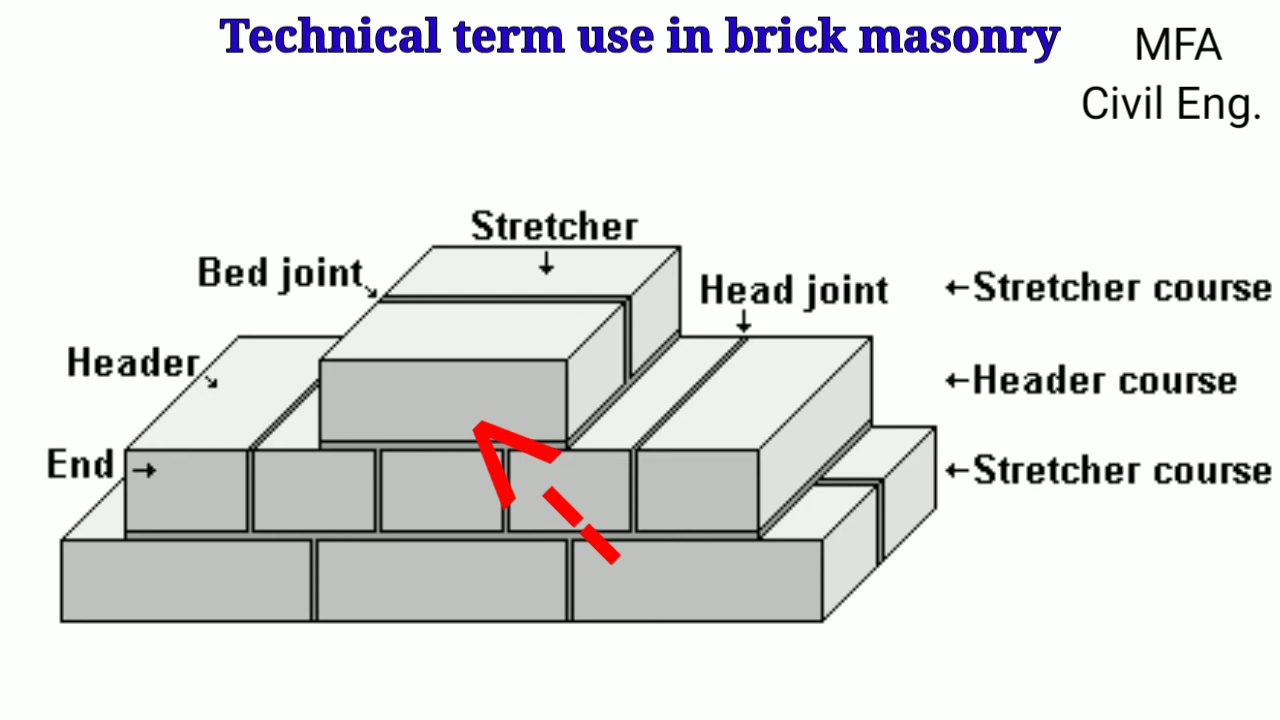 Technical term use in brick masonry
MFA
Civil Eng.
Stretcher
Bed joint
Head joint
←Stretcher course
Header
←Header course
End
←Stretcher course